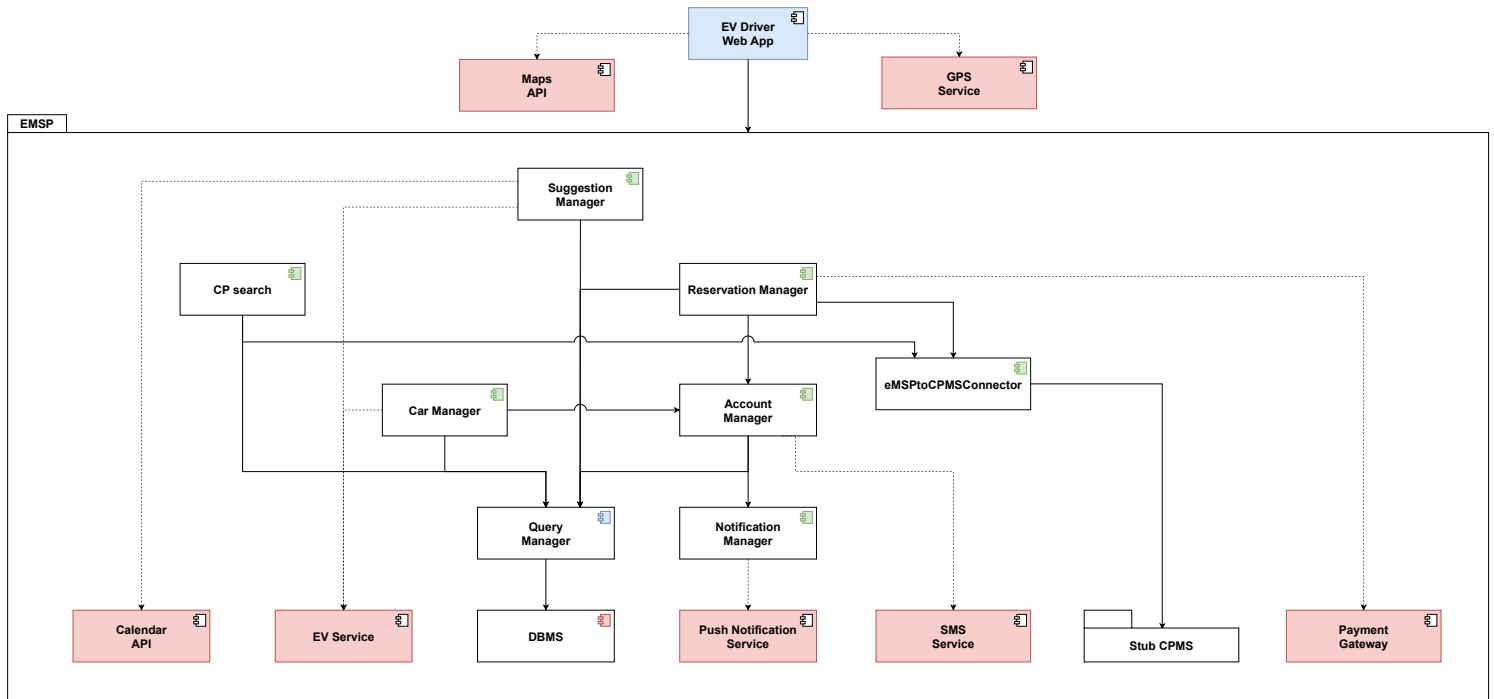 EV Driver
Web App
Maps
API
GPS
Service
EMSP
Suggestion
Manager
CP search
Reservation Manager
eMSPtoCPMSConnector
Car Manager
Account
Manager
Query
Manager
Notification
Manager
Calendar
API
EV Service
DBMS
Push Notification
Service
SMS
Service
Stub CPMS
Payment
Gateway